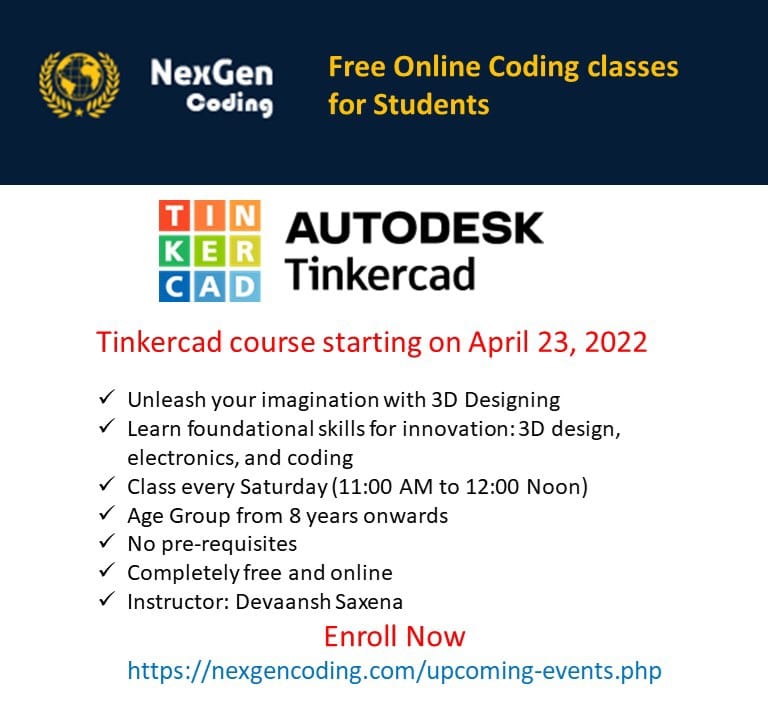 NexGen
Coding
Free Online Coding classes
for Students
TIN
KER
CAD
AUTODESK
Tinkercad
Tinkercad course starting on April 23, 2022
✓ Unleash your imagination with 3D Designing
✓ Learn foundational skills for innovation: 3D design,
electronics, and coding
✓ Class every Saturday (11:00 AM to 12:00 Noon)
✓ Age Group from 8 years onwards
✓ No pre-requisites
✓ Completely free and online
✓ Instructor: Devaansh Saxena
Enroll Now
https://nexgencoding.com/upcoming-events.php